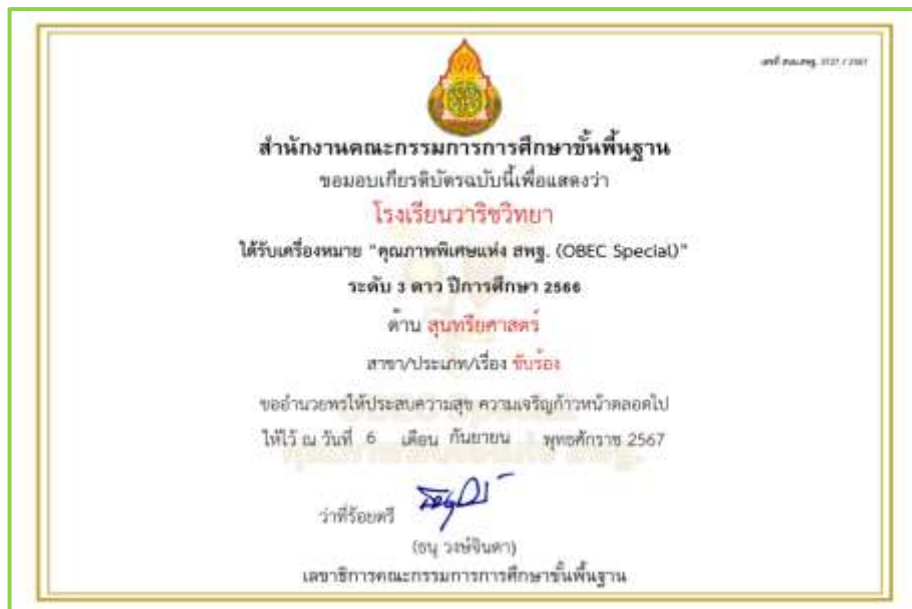 สำนักงานคณะกรรมการการศึกษาขั้นพื้นฐาน
ขอมอบเกียรติบัตรฉบับนี้เพื่อแสดงว่า
โรงเรียนวาริชวิทยา
ได้รับเครื่องหมาย "คุณภาพพิเศษแห่ง สพฐ. (OBEC Special)"
ระดับ 3 ดาว ปีการศึกษา 2566
ด้าน สุนทรียศาสตร์
สาขา/ประเภท/เรื่อง ขับร้อง
ขออำนวยพรให้ประสบความสุข ความเจริญก้าวหน้าตลอดไป
ให้ไว้ ณ วันที่ 6 เดือน กันยายน พุทธศักราช 2567
ว่าที่ร้อยตรี
(ธนุ วงษ์จินดา)
เลขาธิการคณะกรรมการการศึกษาขั้นพื้นฐาน